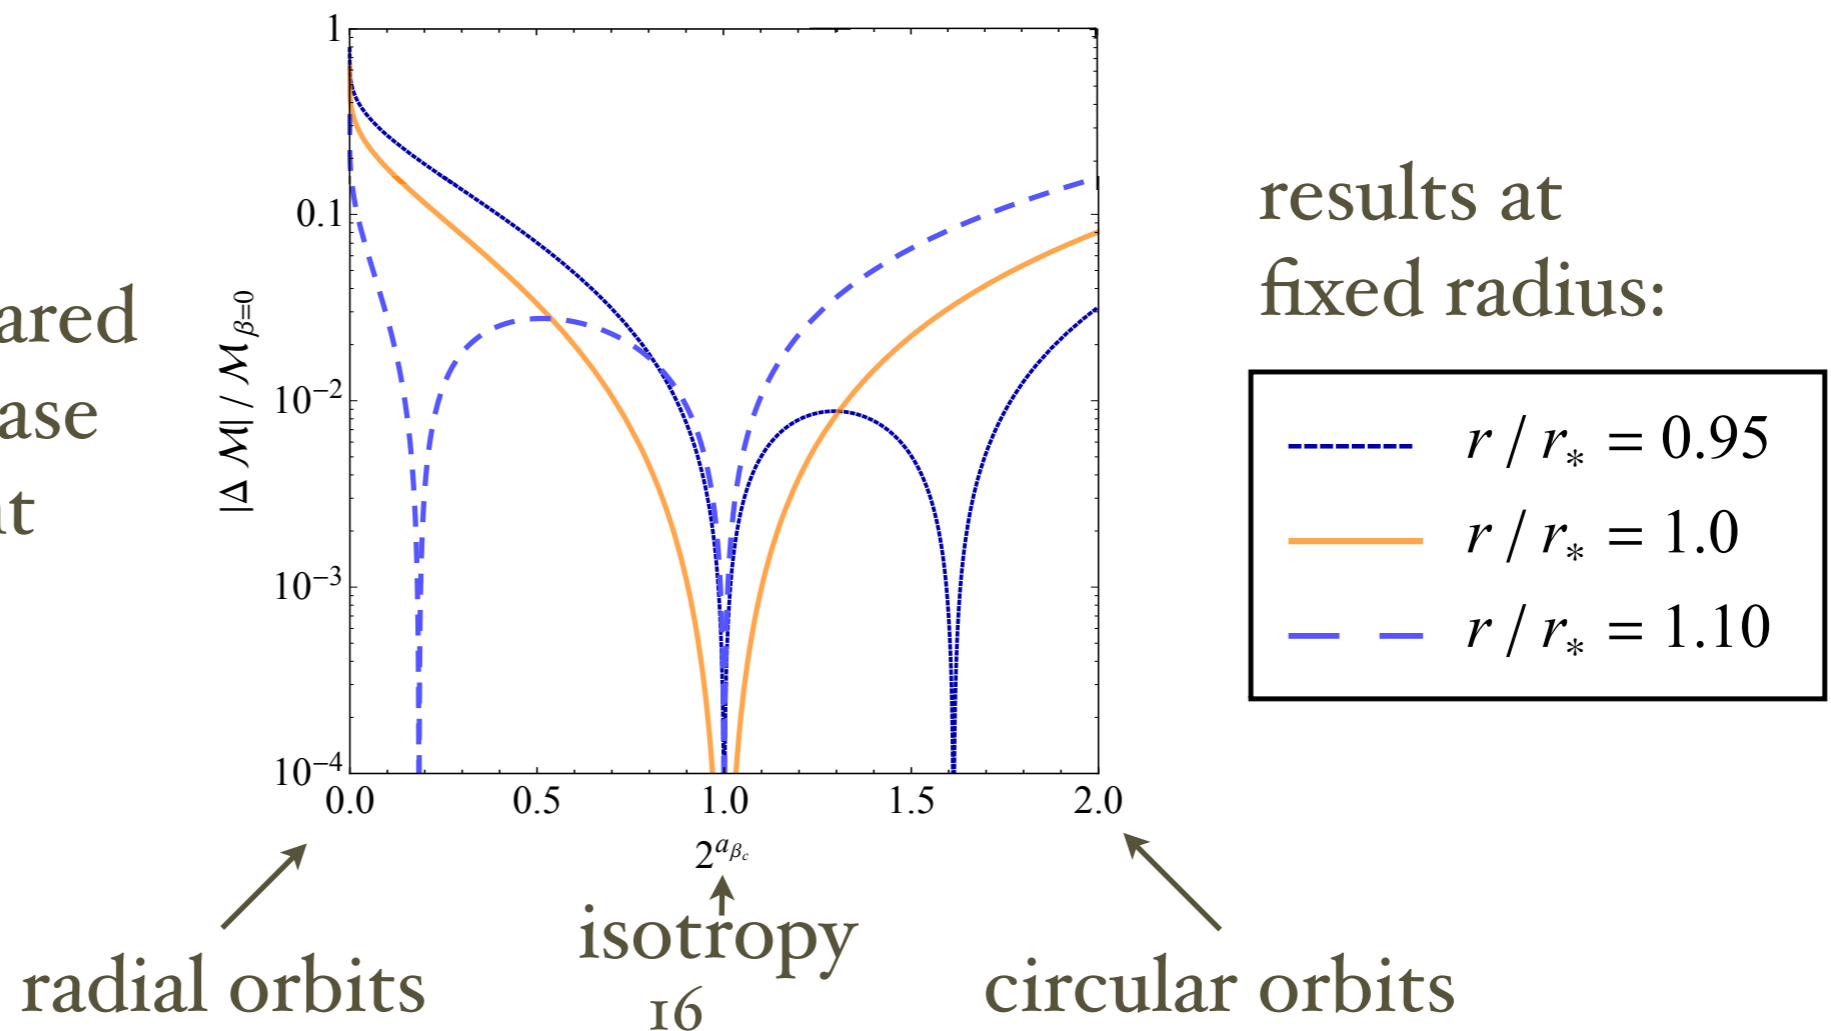 ared
ase
t
|Δ ℳ| / ℳ β=0
1
0.1
10−2
10−3
10−4
0.0 0.5 1.0 1.5 2.0
2^aβc
results at
fixed radius:
r / r* = 0.95
r / r* = 1.0
r / r* = 1.10
radial orbits
isotropy
circular orbits
16